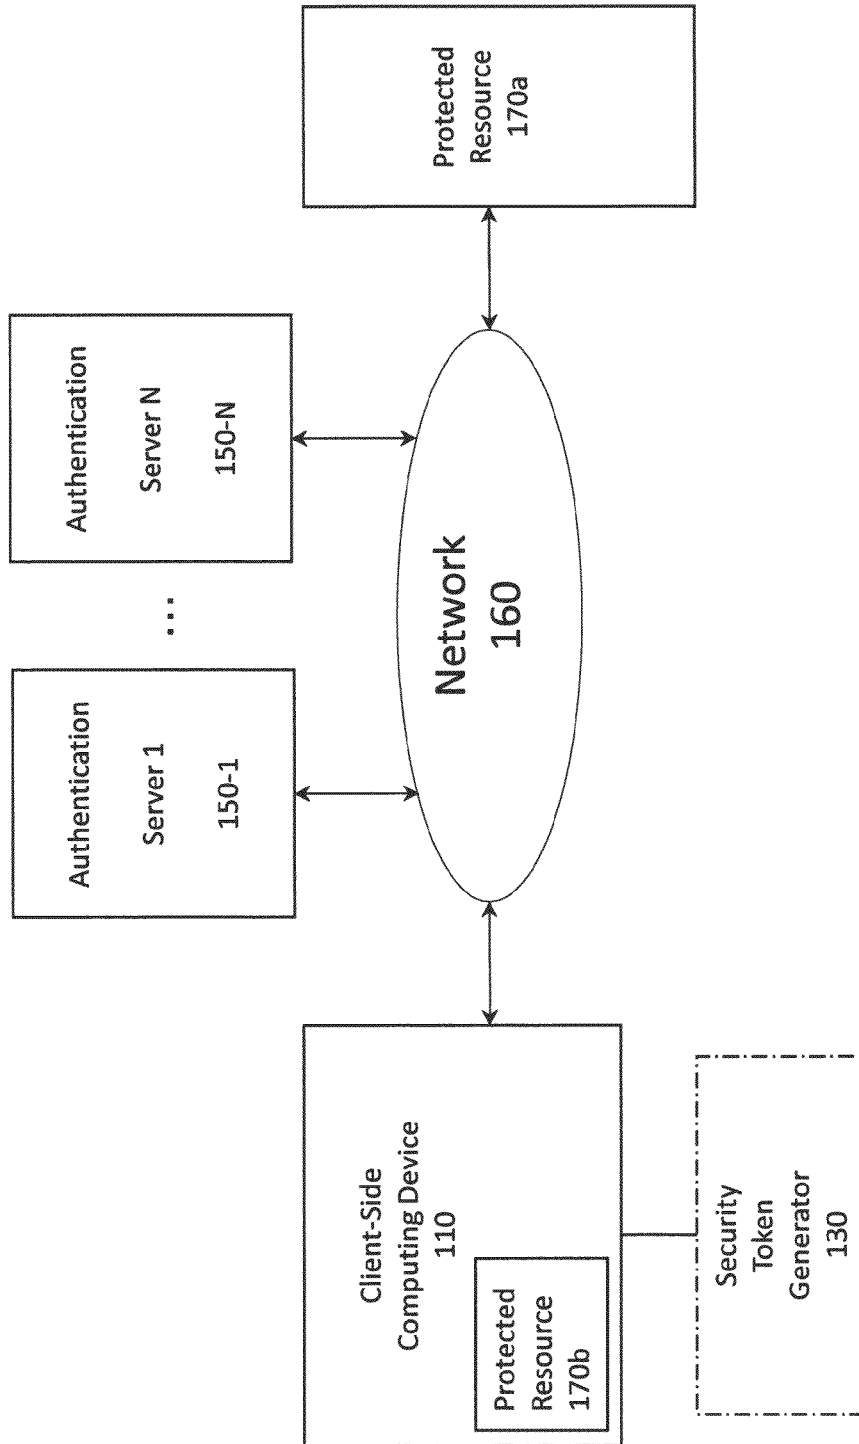 Authentication
Server 1
150-1
...
Authentication
Server N
150-N
Client-Side
Computing Device
110
Protected
Resource
170b
Network
160
Protected
Resource
170a
Security
Token
Generator
130